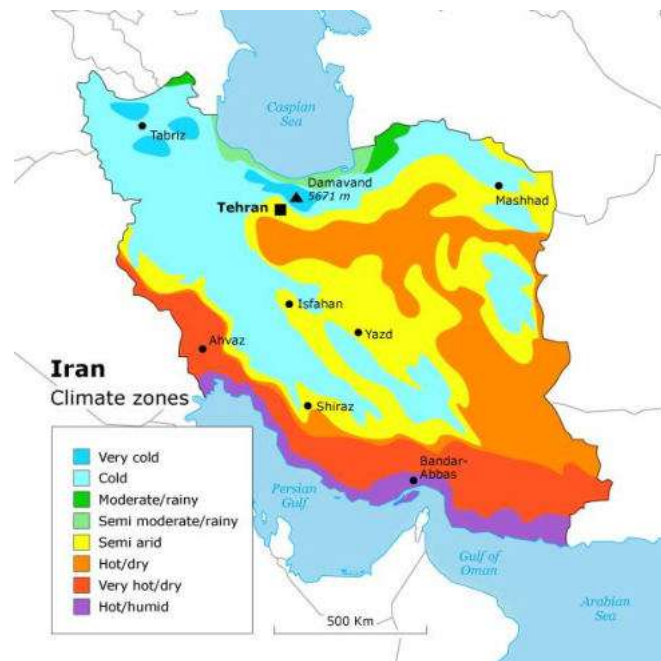 Caspian
Sea
Tabriz
Damavand
5671 m
Mashhad
Tehran
Isfahan
Yazd
Ahvaz
Iran
Climate zones
Shiraz
Bandar-
Abbas
Very cold
Cold
Moderate/rainy
Semi moderate/rainy
Semi arid
Hot/dry
Very hot/dry
Hot/humid
Persian
Gulf
Gulf of
Oman
Arabian
Sea
500 Km